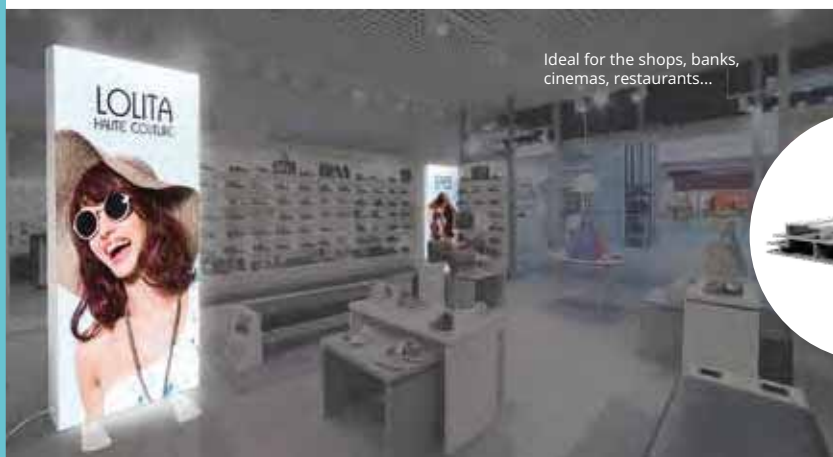 LOLITA
HAUTE COUTURE
Ideal for the shops, banks,
cinemas, restaurants...